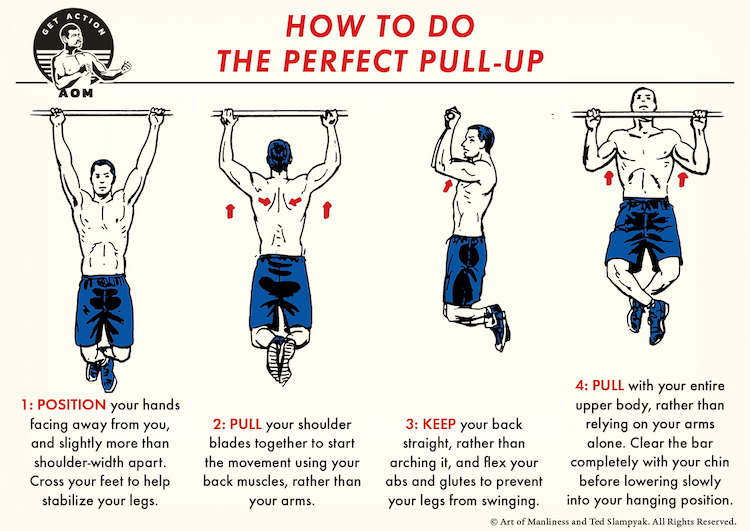 GET ACTION
AOM
HOW TO DO
THE PERFECT PULL-UP
1: POSITION your hands
facing away from you,
and slightly more than
shoulder-width apart.
Cross your feet to help
stabilize your legs.
2: PULL your shoulder
blades together to start
the movement using your
back muscles, rather than
your arms.
3: KEEP your back
straight, rather than
arching it, and flex your
abs and glutes to prevent
your legs from swinging.
4: PULL with your entire
upper body, rather than
relying on your arms
alone. Clear the bar
completely with your chin
before lowering slowly
into your hanging position.
© Art of Manliness and Ted Slampyak. All Rights Reserved.